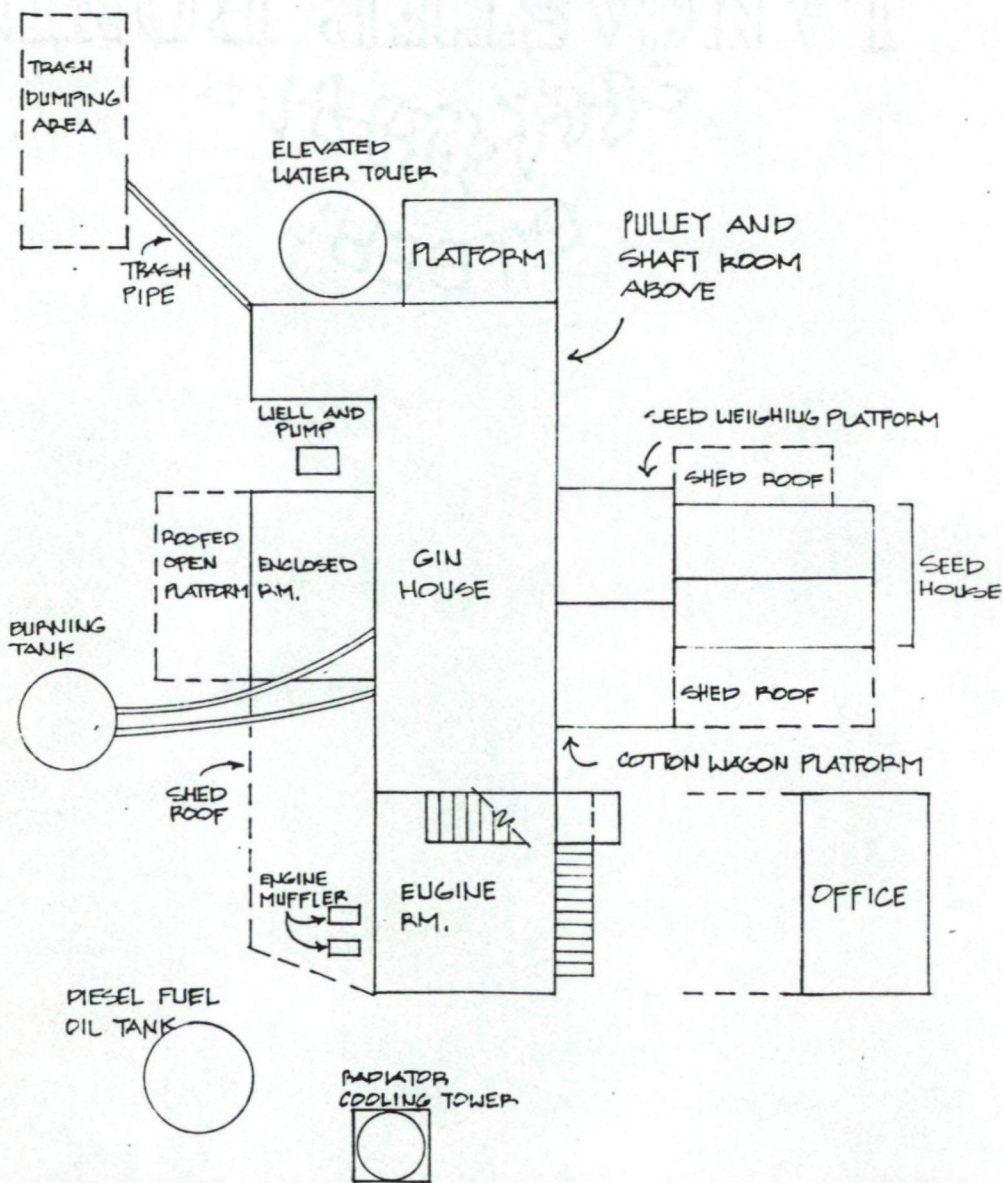 TRASH
DUMPING
AREA
ELEVATED
WATER TOWER
PLATFORM
PULLEY AND
SHAFT ROOM
ABOVE
TRASH
PIPE
WELL AND
PUMP
SEED WEIGHING PLATFORM
SHED ROOF
ROOFED
OPEN
PLATFORM
ENCLOSED
RM.
GIN
HOUSE
SEED
HOUSE
BURNING
TANK
SHED ROOF
COTTON WAGON PLATFORM
SHED
ROOF
ENGINE
MUFFLER
ENGINE
RM.
OFFICE
DIESEL FUEL
OIL TANK
RADIATOR
COOLING TOWER